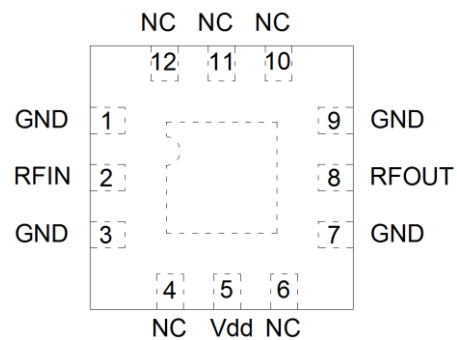 NC NC NC
12 11 10
GND 1 9 GND
RFIN 2 8 RFOUT
GND 3 7 GND
4 5 6
NC Vdd NC